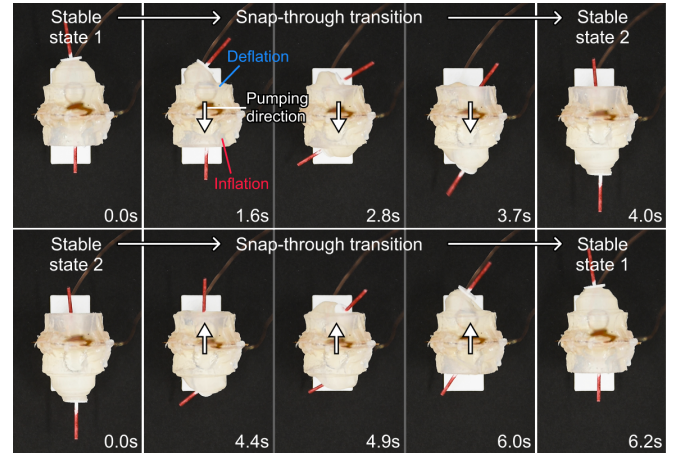 Stable
state 1
Snap-through transition
Stable
state 2
Deflation
Pumping
direction
Inflation
0.0s
1.6s
2.8s
3.7s
4.0s
Stable
state 2
Snap-through transition
Stable
state 1
0.0s
4.4s
4.9s
6.0s
6.2s